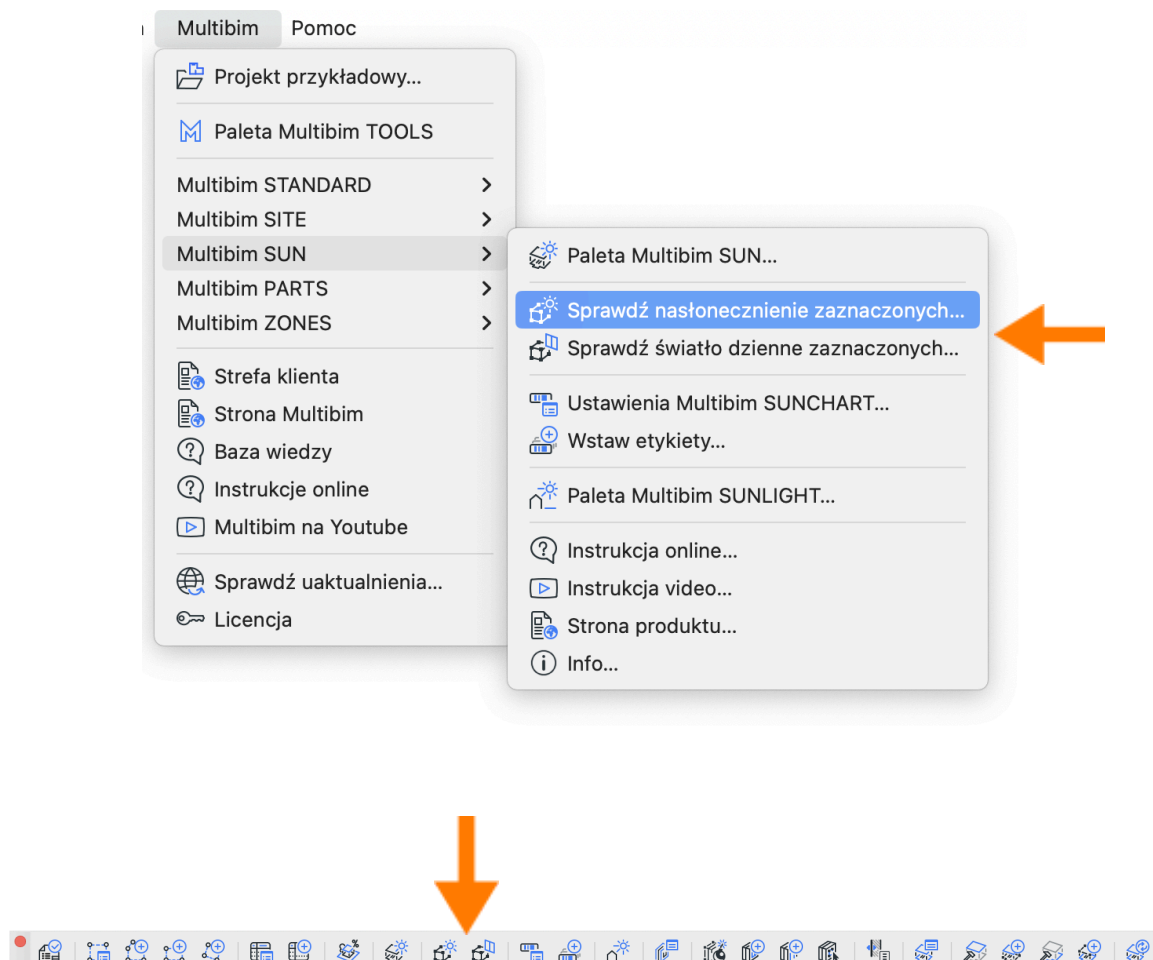 Multibim Pomoc
Projekt przykładowy...
Paleta Multibim TOOLS
Multibim STANDARD
Multibim SITE
Multibim SUN
Multibim PARTS
Multibim ZONES
Strefa klienta
Strona Multibim
Baza wiedzy
Instrukcje online
Multibim na Youtube
Sprawdź uaktualnienia...
Licencja
Paleta Multibim SUN...
Sprawdź nasłonecznienie zaznaczonych...
Sprawdź światło dzienne zaznaczonych...
Ustawienia Multibim SUNCHART...
Wstaw etykiety...
Paleta Multibim SUNLIGHT...
Instrukcja online...
Instrukcja video...
Strona produktu...
Info...